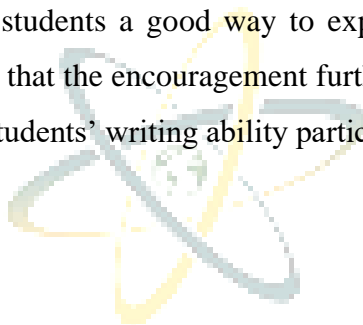 students a good way to exp
that the encouragement furt
tudents’ writing ability partic